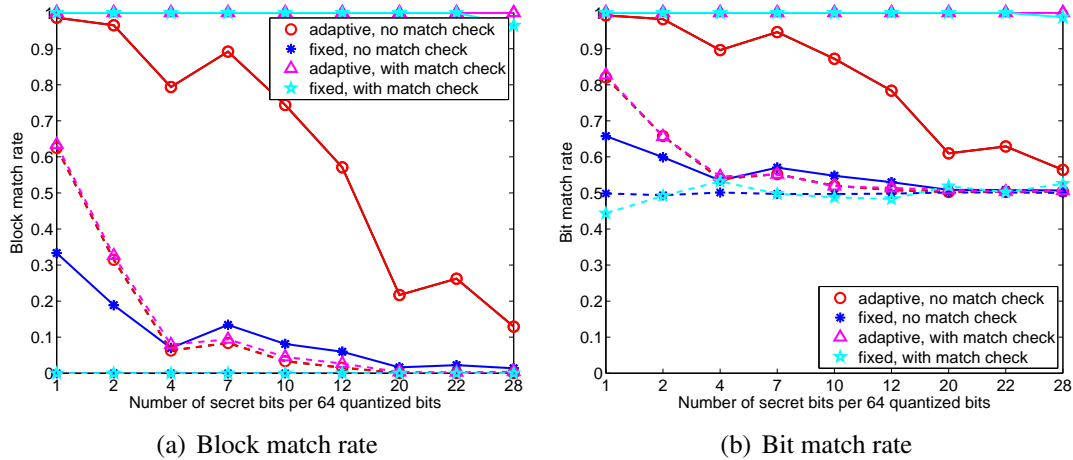 1
0.9
0.8
0.7
0.6
0.5
0.4
0.3
0.2
0.1
0
Block match rate
adaptive, no match check
fixed, no match check
adaptive, with match check
fixed, with match check
1 2 4 7 10 12 20 22 28
Number of secret bits per 64 quantized bits
(a) Block match rate
1
0.9
0.8
0.7
0.6
0.5
0.4
0.3
0.2
0.1
0
Bit match rate
adaptive, no match check
fixed, no match check
adaptive, with match check
fixed, with match check
1 2 4 7 10 12 20 22 28
Number of secret bits per 64 quantized bits
(b) Bit match rate